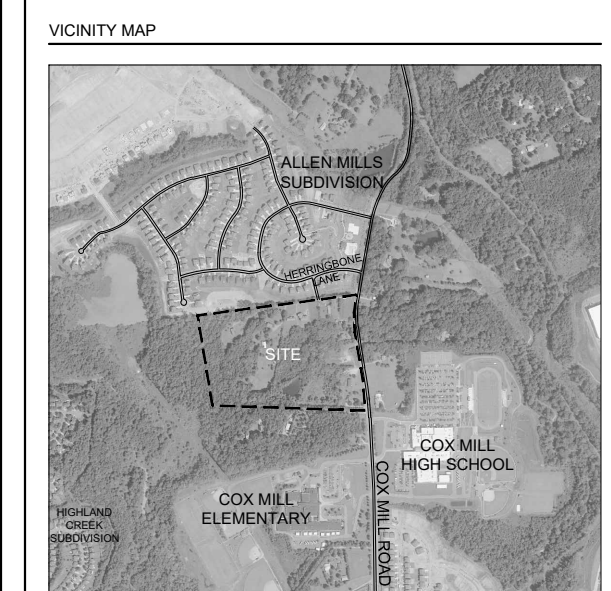 VICINITY MAP
ALLEN MILLS
SUBDIVISION
HERRINGBONE
LANE
SITE
COX MILL
HIGH SCHOOL
COX MILL
ELEMENTARY
HIGHLAND
CREEK
SUBDIVISION
COX MILL ROAD